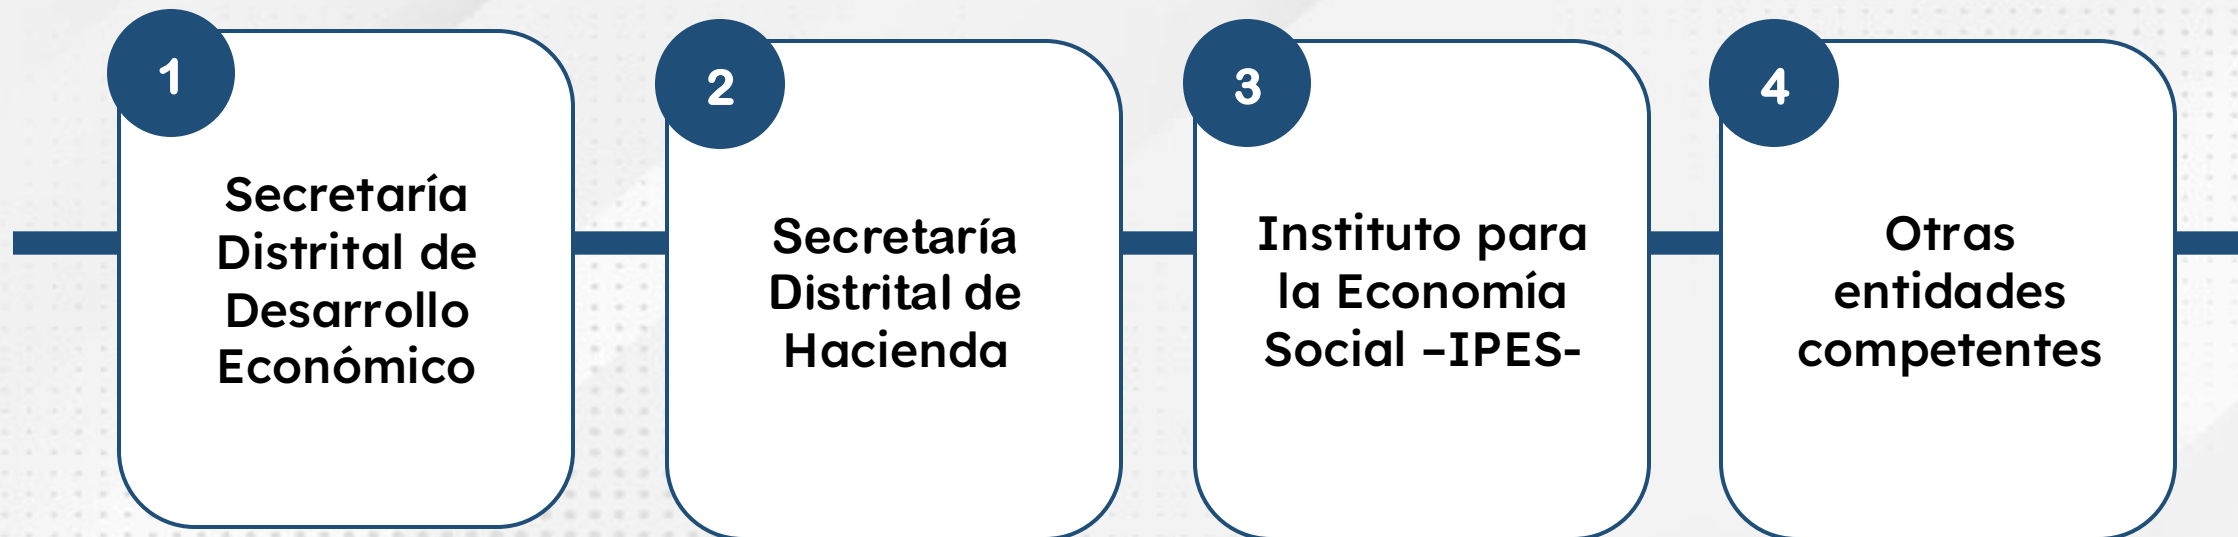 1
Secretaría
Distrital de
Desarrollo
Económico
2
Secretaría
Distrital de
Hacienda
3
Instituto para
la Economía
Social –IPES-
4
Otras
entidades
competentes